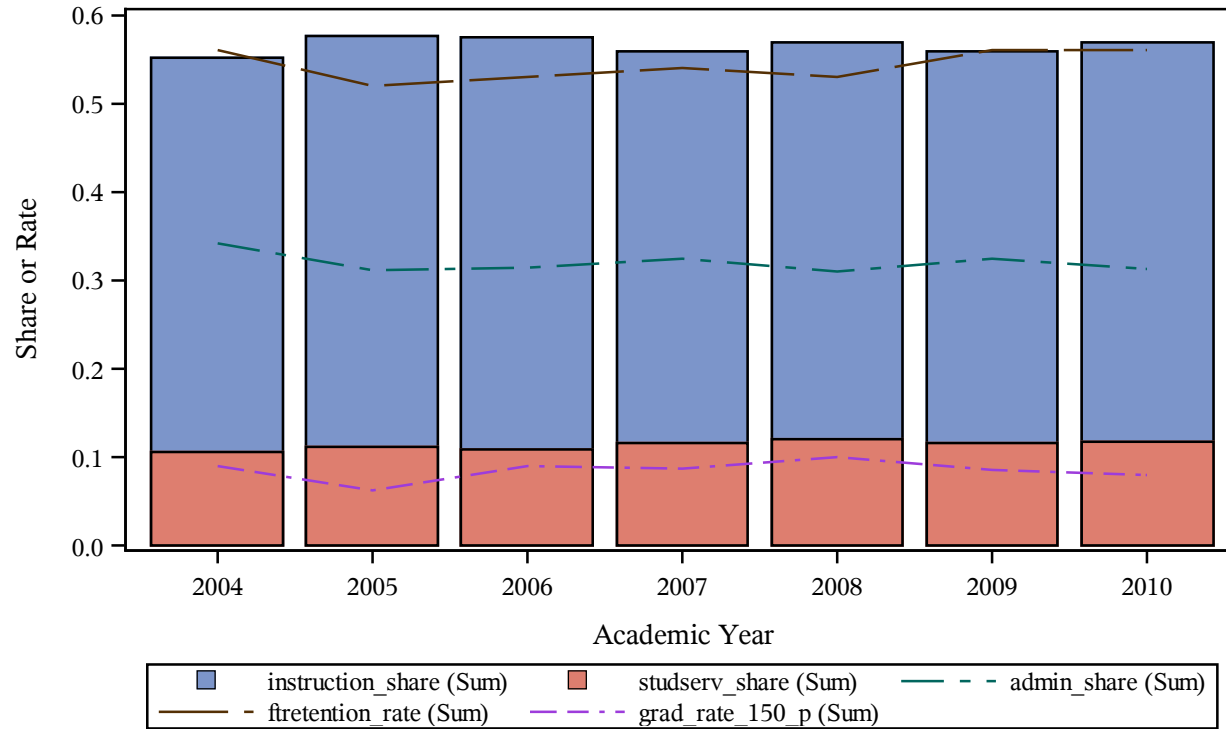 0.6
0.5
0.4
0.3
0.2
0.1
0.0
Share or Rate
2004 2005 2006 2007 2008 2009 2010
Academic Year
instruction_share (Sum) studserv_share (Sum) admin_share (Sum)
ftretention_rate (Sum) grad_rate_150_p (Sum)